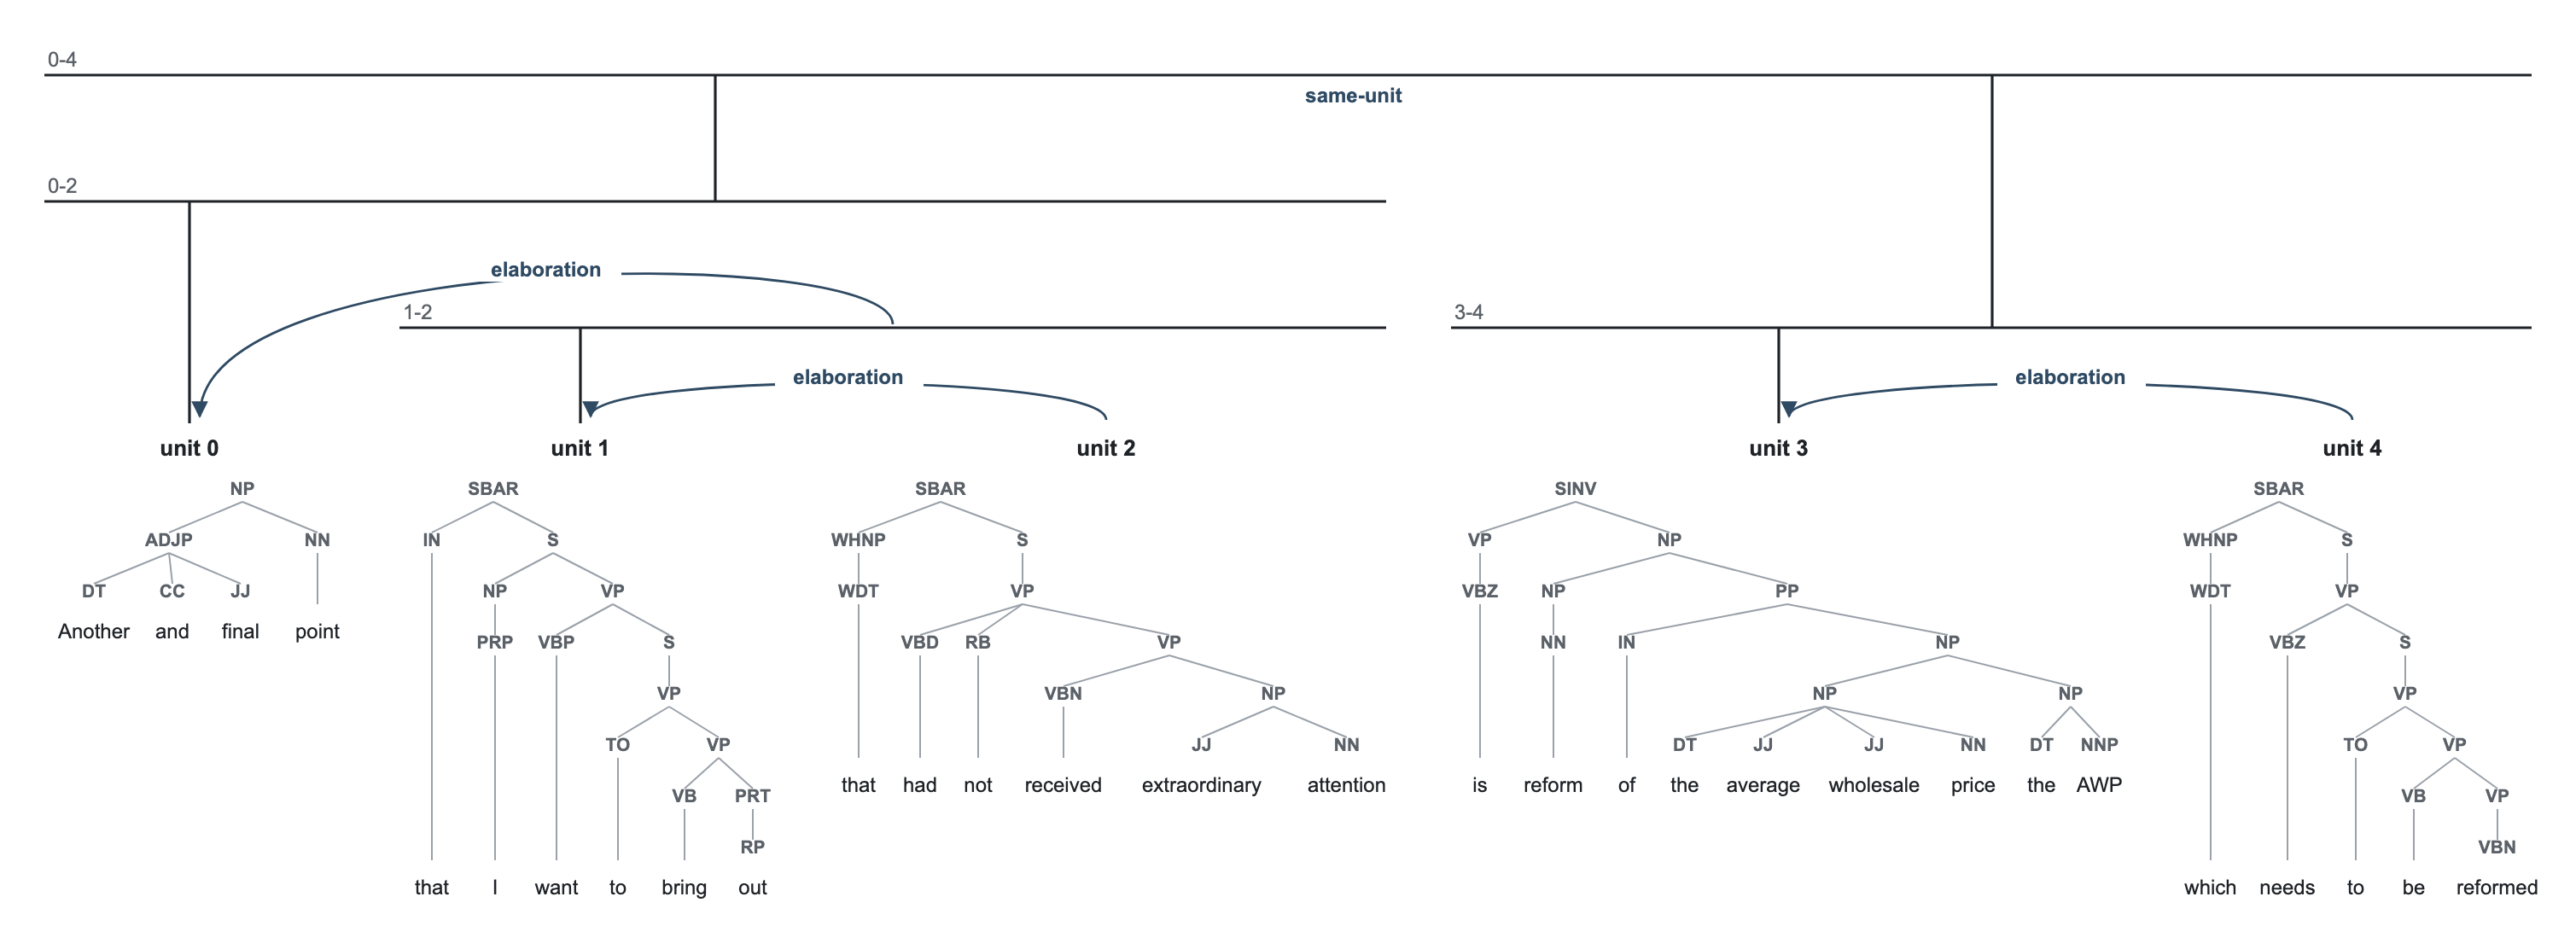 0-4
same-unit
0-2
elaboration
1-2 3-4
elaboration elaboration
unit 0 unit 1 unit 2 unit 3 unit 4
NP SBAR SBAR SINV SBAR
ADJP NN IN S WHNP S VP NP WHNP S
DT CC JJ NP VP WDT VP VBZ NP PP WDT VP
Another and final point
PRP VBP S VBD RB VP NN IN NP VBZ S
VP VBN NP NP NP VP
TO VP JJ NN DT JJ JJ NN DT NNP TO VP
that had not received extraordinary attention is reform of the average wholesale price the AWP
VB PRT VB VP
RP VBN
that I want to bring out which needs to be reformed